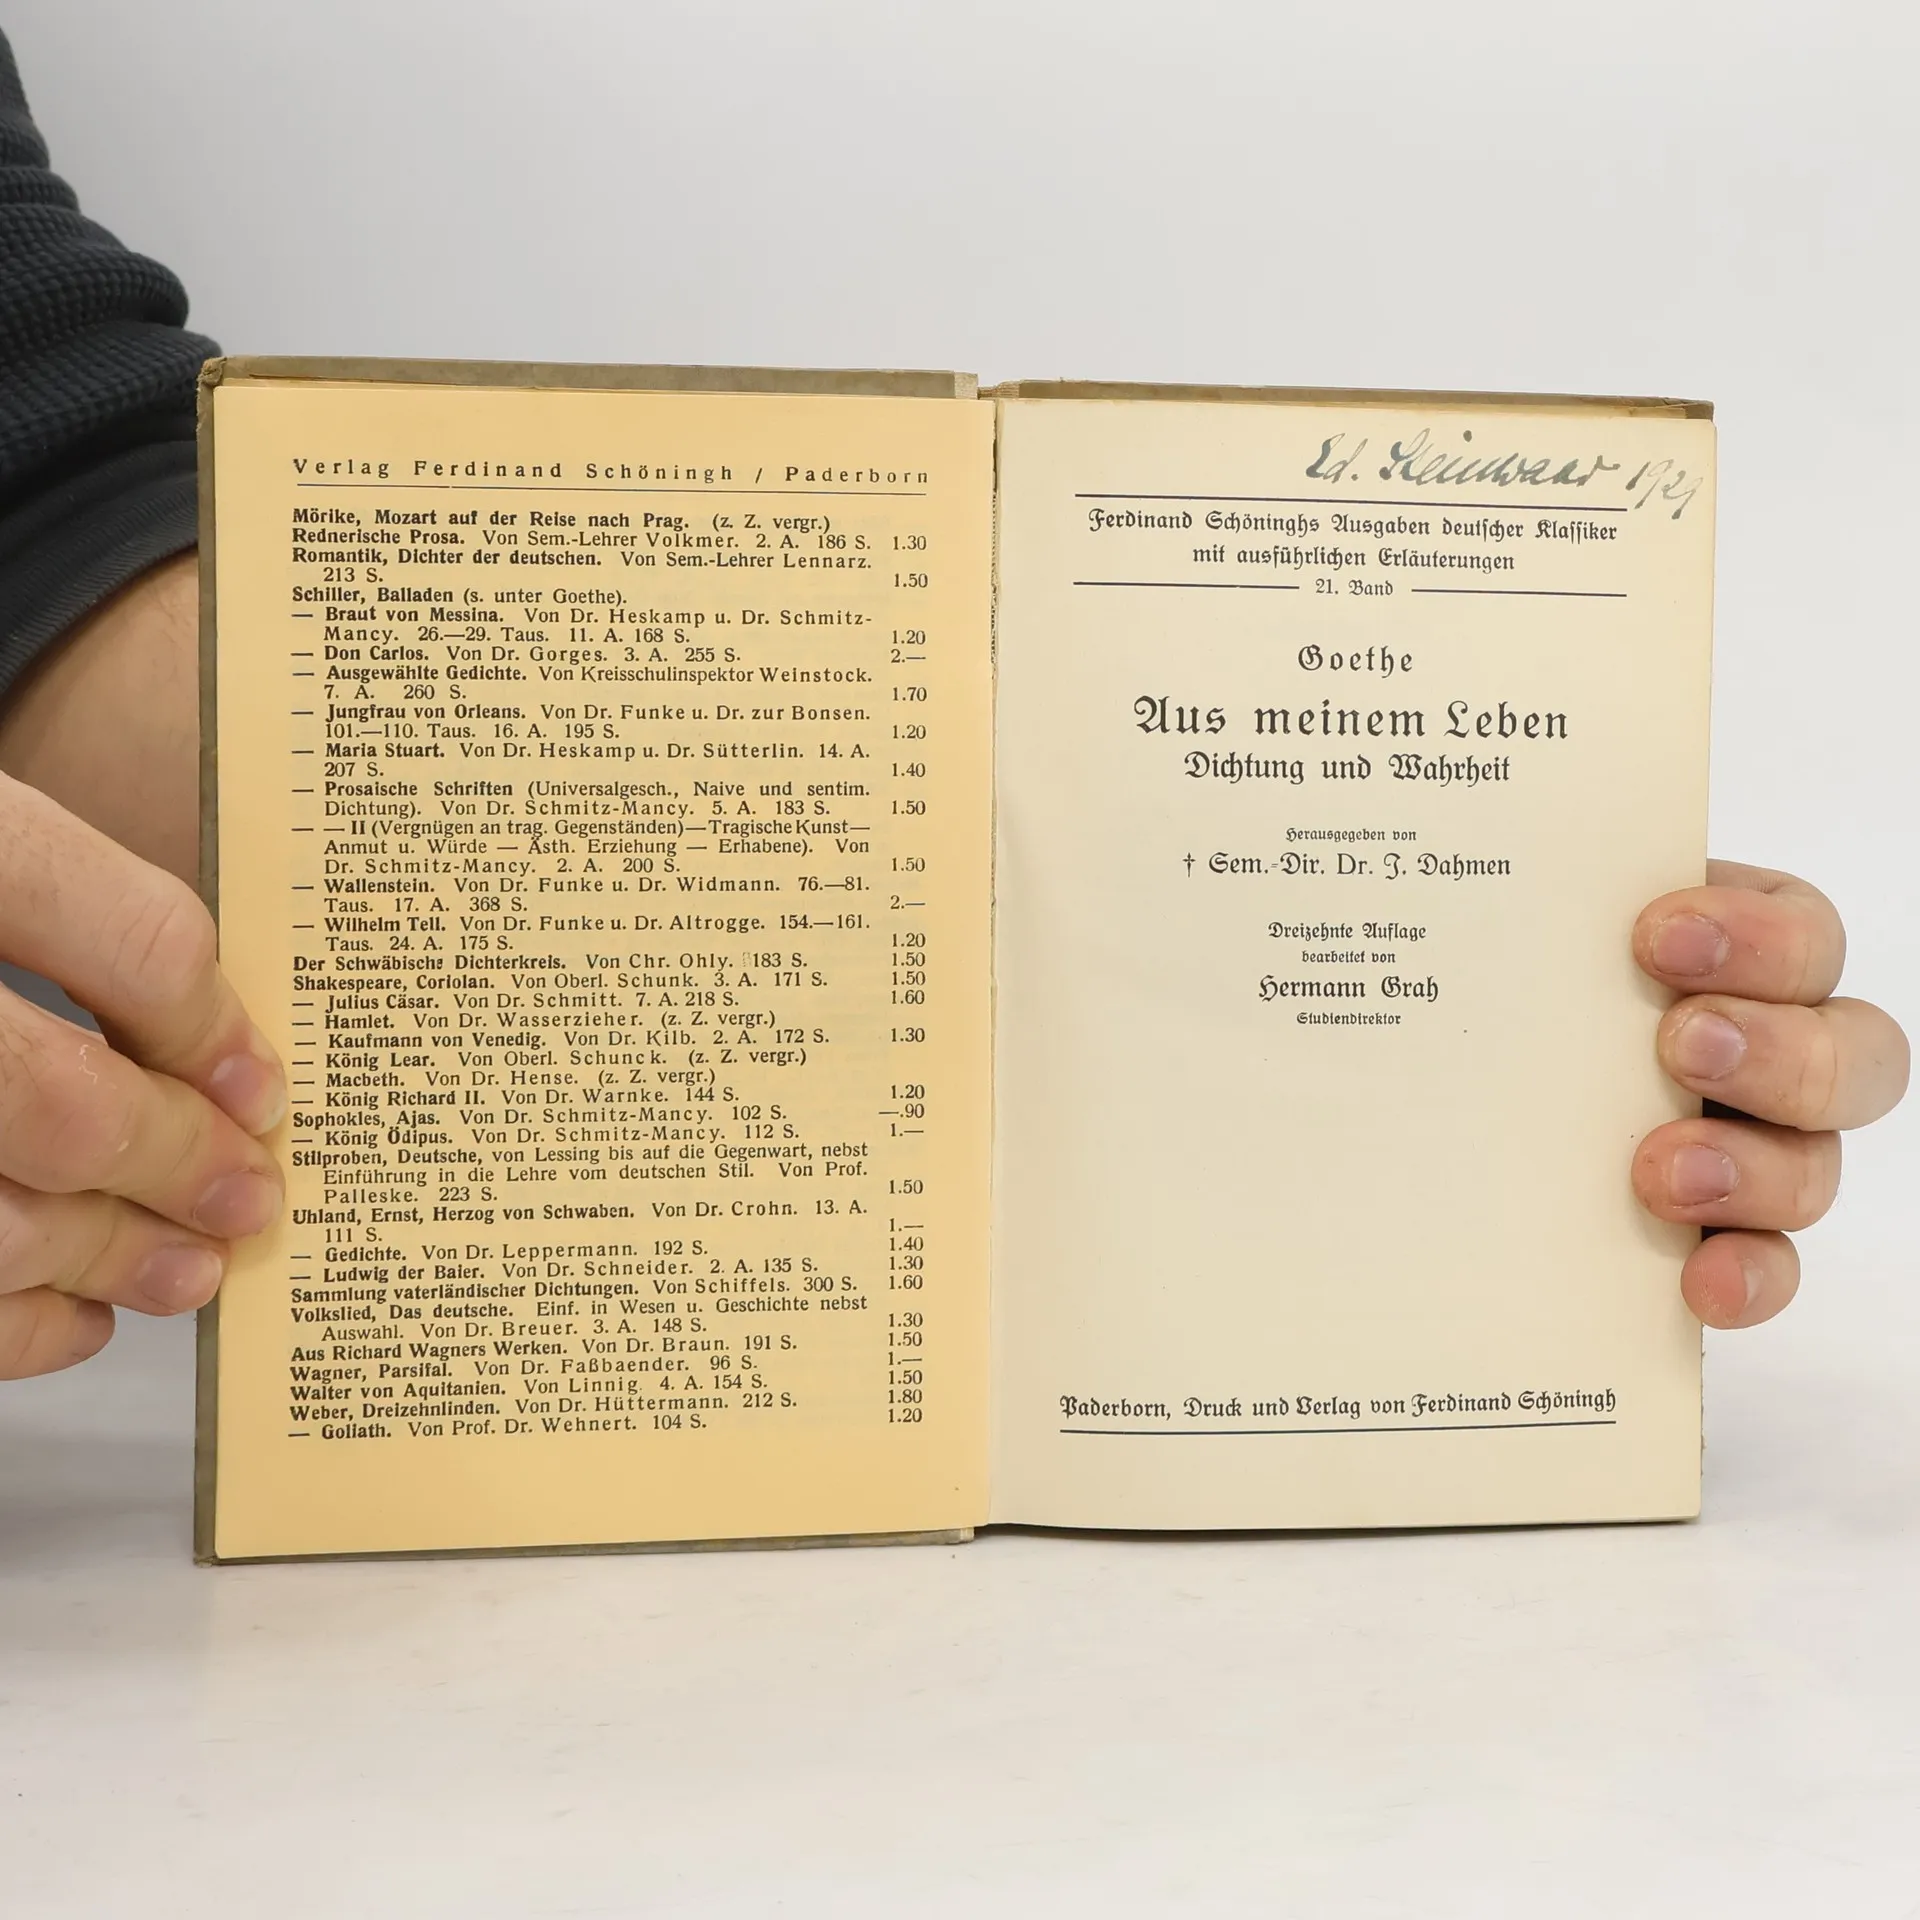 Verlag Ferdinand Schöningh / Paderborn
Mörike, Mozart auf der Reise nach Prag. (z. Z. vergr.)
Rednerische Prosa. Von Sem.-Lehrer Volkmer. 2. A. 186 S. 1.30
Romantik, Dichter der deutschen. Von Sem.-Lehrer Lennarz.
213 S. 1.50
Schiller, Balladen (s. unter Goethe).
— Braut von Messina. Von Dr. Heskamp u. Dr. Schmitz-
Mancy. 26.—29. Taus. 11. A. 168 S. 1.20
— Don Carlos. Von Dr. Gorges. 3. A. 255 S. 2.—
— Ausgewählte Gedichte. Von Kreisschulinspektor Weinstock.
7. A. 260 S. 1.70
— Jungfrau von Orleans. Von Dr. Funke u. Dr. zur Bonsen.
101.—110. Taus. 16. A. 195 S. 1.20
— Maria Stuart. Von Dr. Heskamp u. Dr. Sütterlin. 14. A.
207 S. 1.40
— Prosaische Schriften (Universalgesch., Naive und sentim.
Dichtung). Von Dr. Schmitz-Mancy. 5. A. 183 S. 1.50
— — II (Vergnügen an trag. Gegenständen)—Tragische Kunst—
Anmut u. Würde — Ästh. Erziehung — Erhabene). Von
Dr. Schmitz-Mancy. 2. A. 200 S. 1.50
— Wallenstein. Von Dr. Funke u. Dr. Widmann. 76.—81.
Taus. 17. A. 368 S. 2.—
— Wilhelm Tell. Von Dr. Funke u. Dr. Altrogge. 154.—161.
Taus. 24. A. 175 S. 1.20
Der Schwäbische Dichterkreis. Von Chr. Ohly. 183 S. 1.50
Shakespeare, Coriolan. Von Oberl. Schunk. 3. A. 171 S. 1.50
— Julius Cäsar. Von Dr. Schmitt. 7. A. 218 S. 1.60
— Hamlet. Von Dr. Wasserzieher. (z. Z. vergr.)
— Kaufmann von Venedig. Von Dr. Kilb. 2. A. 172 S. 1.30
— König Lear. Von Oberl. Schunck. (z. Z. vergr.)
— Macbeth. Von Dr. Hense. (z. Z. vergr.)
— König Richard II. Von Dr. Warnke. 144 S. 1.20
Sophokles, Ajas. Von Dr. Schmitz-Mancy. 102 S. —.90
— König Ödipus. Von Dr. Schmitz-Mancy. 112 S. 1.—
Stilproben, Deutsche, von Lessing bis auf die Gegenwart, nebst
Einführung in die Lehre vom deutschen Stil. Von Prof.
Palleske. 223 S. 1.50
Uhland, Ernst, Herzog von Schwaben. Von Dr. Crohn. 13. A.
111 S. 1.—
— Gedichte. Von Dr. Leppermann. 192 S. 1.40
— Ludwig der Baier. Von Dr. Schneider. 2. A. 135 S. 1.30
Sammlung vaterländischer Dichtungen. Von Schiffels. 300 S. 1.60
Volkslied, Das deutsche. Einf. in Wesen u. Geschichte nebst
Auswahl. Von Dr. Breuer. 3. A. 148 S. 1.30
Aus Richard Wagners Werken. Von Dr. Braun. 191 S. 1.50
Wagner, Parsifal. Von Dr. Faßbaender. 96 S. 1.—
Walter von Aquitanien. Von Linnig. 4. A. 154 S. 1.50
Weber, Dreizehnlinden. Von Dr. Hüttermann. 212 S. 1.80
— Goliath. Von Prof. Dr. Wehnert. 104 S. 1.20
Ed. 1929
Ferdinand Schöninghs Ausgaben deutscher Klassiker
mit ausführlichen Erläuterungen
21. Band
Goethe
Aus meinem Leben
Dichtung und Wahrheit
Herausgegeben von
† Sem.-Dir. Dr. J. Dahmen
Dreizehnte Auflage
bearbeitet von
Hermann Grah
Studiendirektor
Paderborn, Druck und Verlag von Ferdinand Schöningh